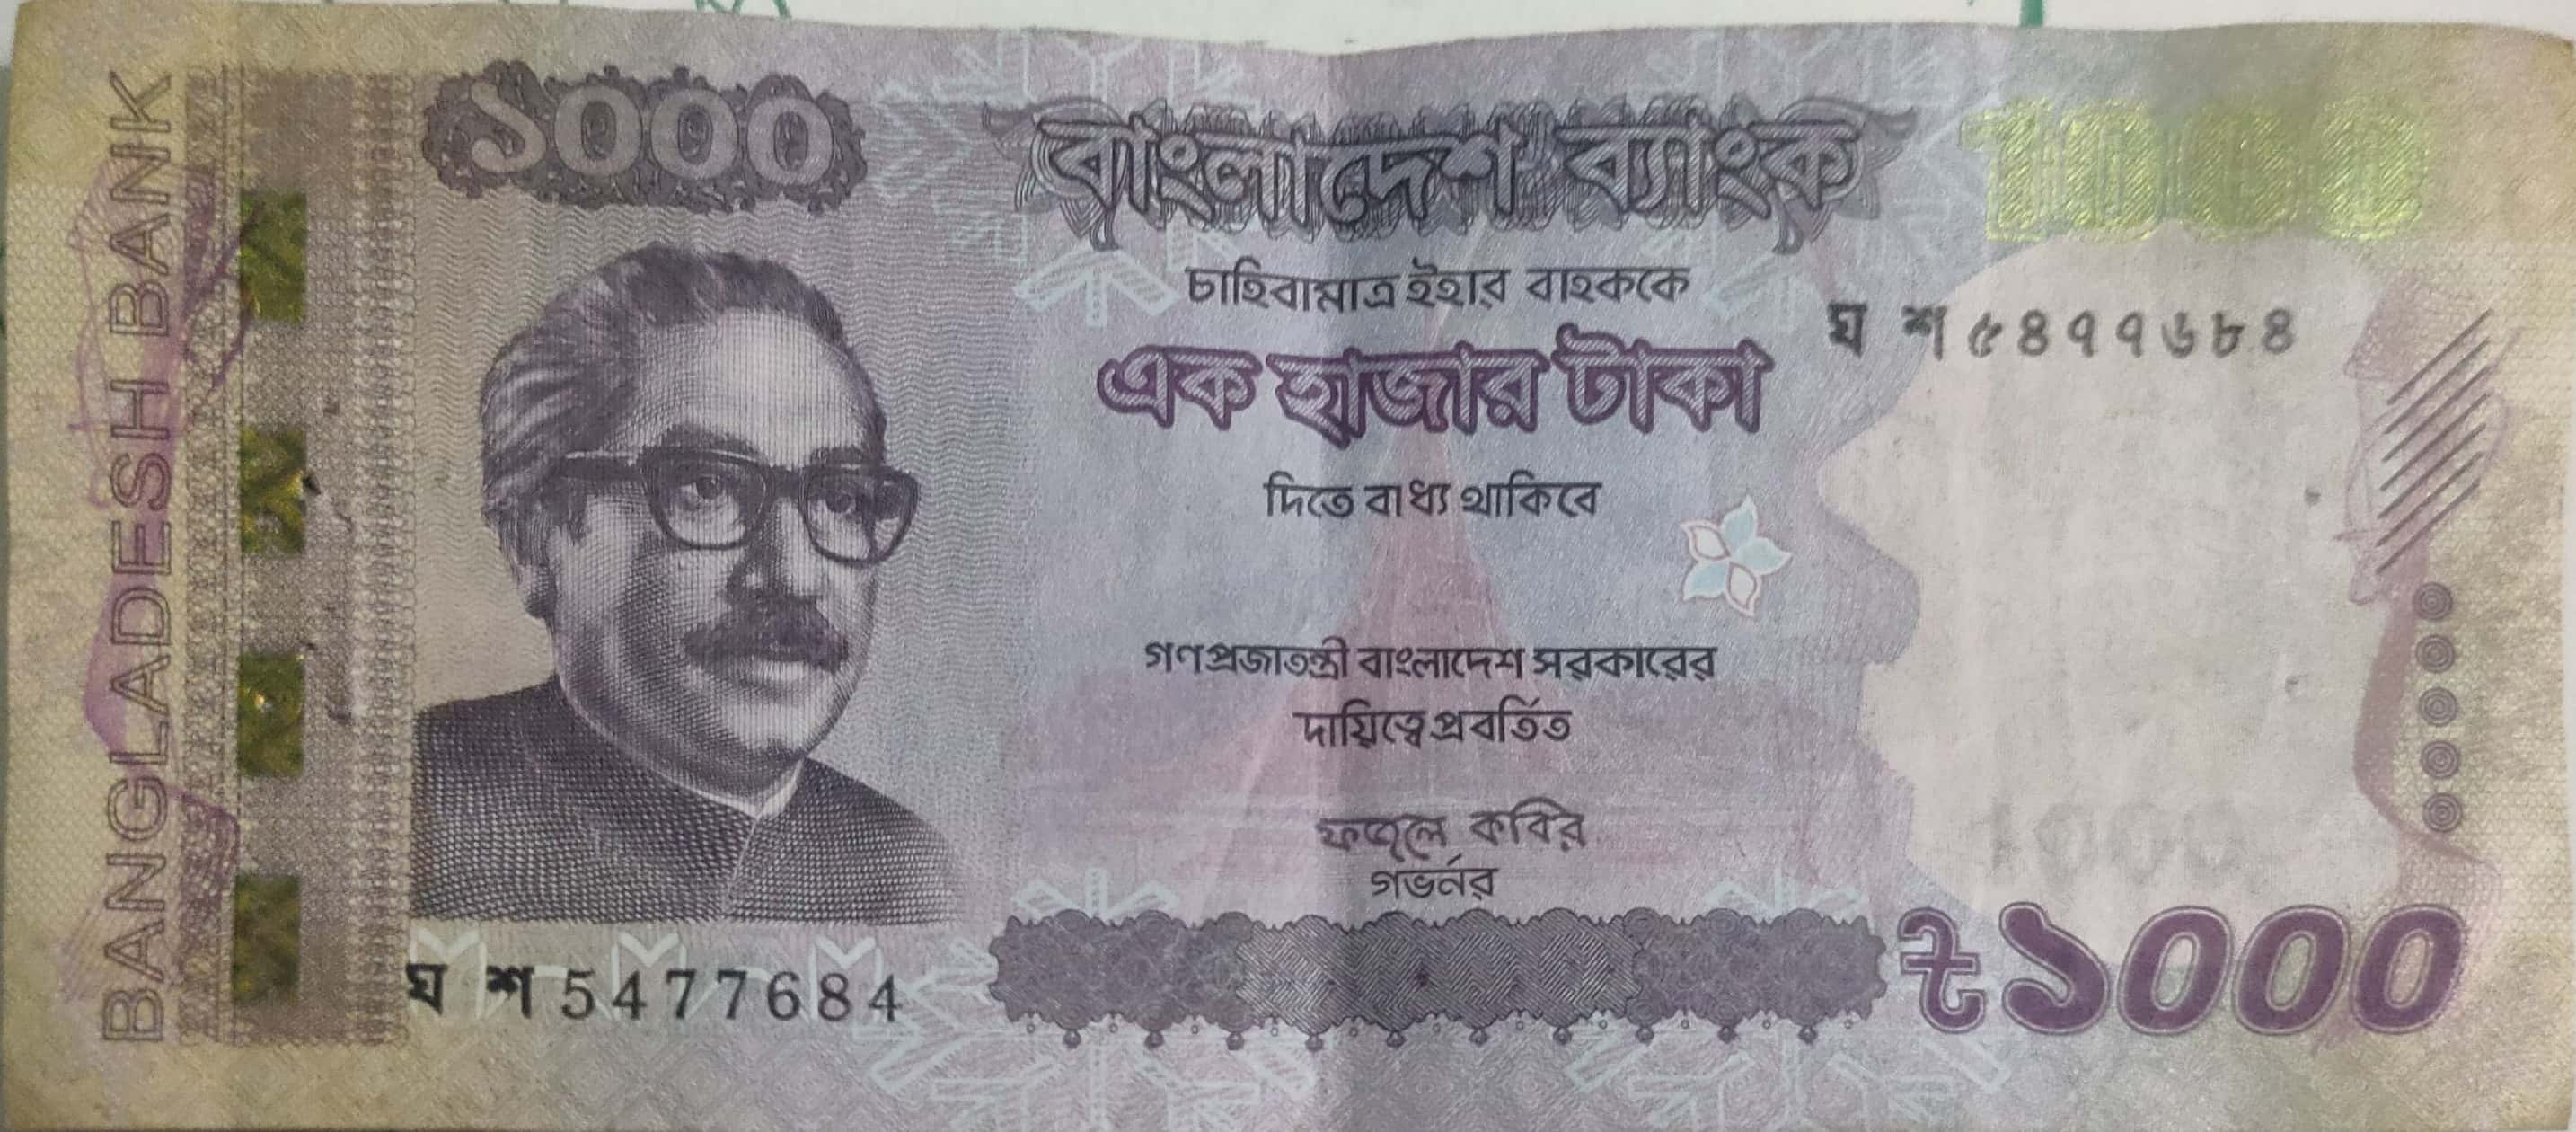 BANGLADESH BANK
১০০০
বাংলাদেশ ব্যাংক
1000
চাহিবামাত্র ইহার বাহককে
ঘ শ ৫৪৭৭৬৮৪
এক হাজার টাকা
দিতে বাধ্য থাকিবে
গণপ্রজাতন্ত্রী বাংলাদেশ সরকারের
দায়িত্বে প্রবর্তিত
ফজলে কবির
গভর্নর
1000
ঘ শ 5477684
৳১০০০